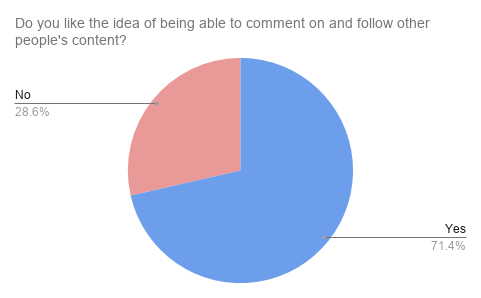 Do you like the idea of being able to comment on and follow other
people's content?
No
28.6%
Yes
71.4%